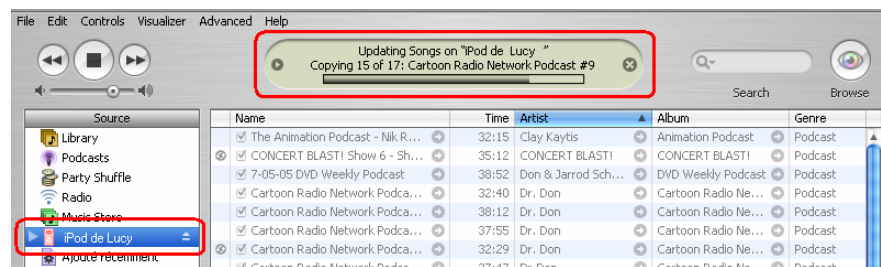 File Edit Controls Visualizer Advanced Help
Updating Songs on "iPod de Lucy "
Copying 15 of 17: Cartoon Radio Network Podcast #9
Search Browse
Source Name Time Artist Album Genre
Library The Animation Podcast - Nik R... 32:15 Clay Kaytis Animation Podcast Podcast
Podcasts CONCERT BLAST! Show 6 - Sh... 35:12 CONCERT BLAST! CONCERT BLAST! Podcast
Party Shuffle 7-05-05 DVD Weekly Podcast 38:52 Don & Jarrod Sch... DVD Weekly Podcast Podcast
Radio Cartoon Radio Network Podca... 32:40 Dr. Don Cartoon Radio Ne... Podcast
Music Store Cartoon Radio Network Podca... 38:12 Dr. Don Cartoon Radio Ne... Podcast
iPod de Lucy Cartoon Radio Network Podca... 37:55 Dr. Don Cartoon Radio Ne... Podcast
Ajouté récemment Cartoon Radio Network Podca... 32:29 Dr. Don Cartoon Radio Ne... Podcast
Cartoon Radio Network Podca... 37:47 Dr. Don Cartoon Radio Ne... Podcast